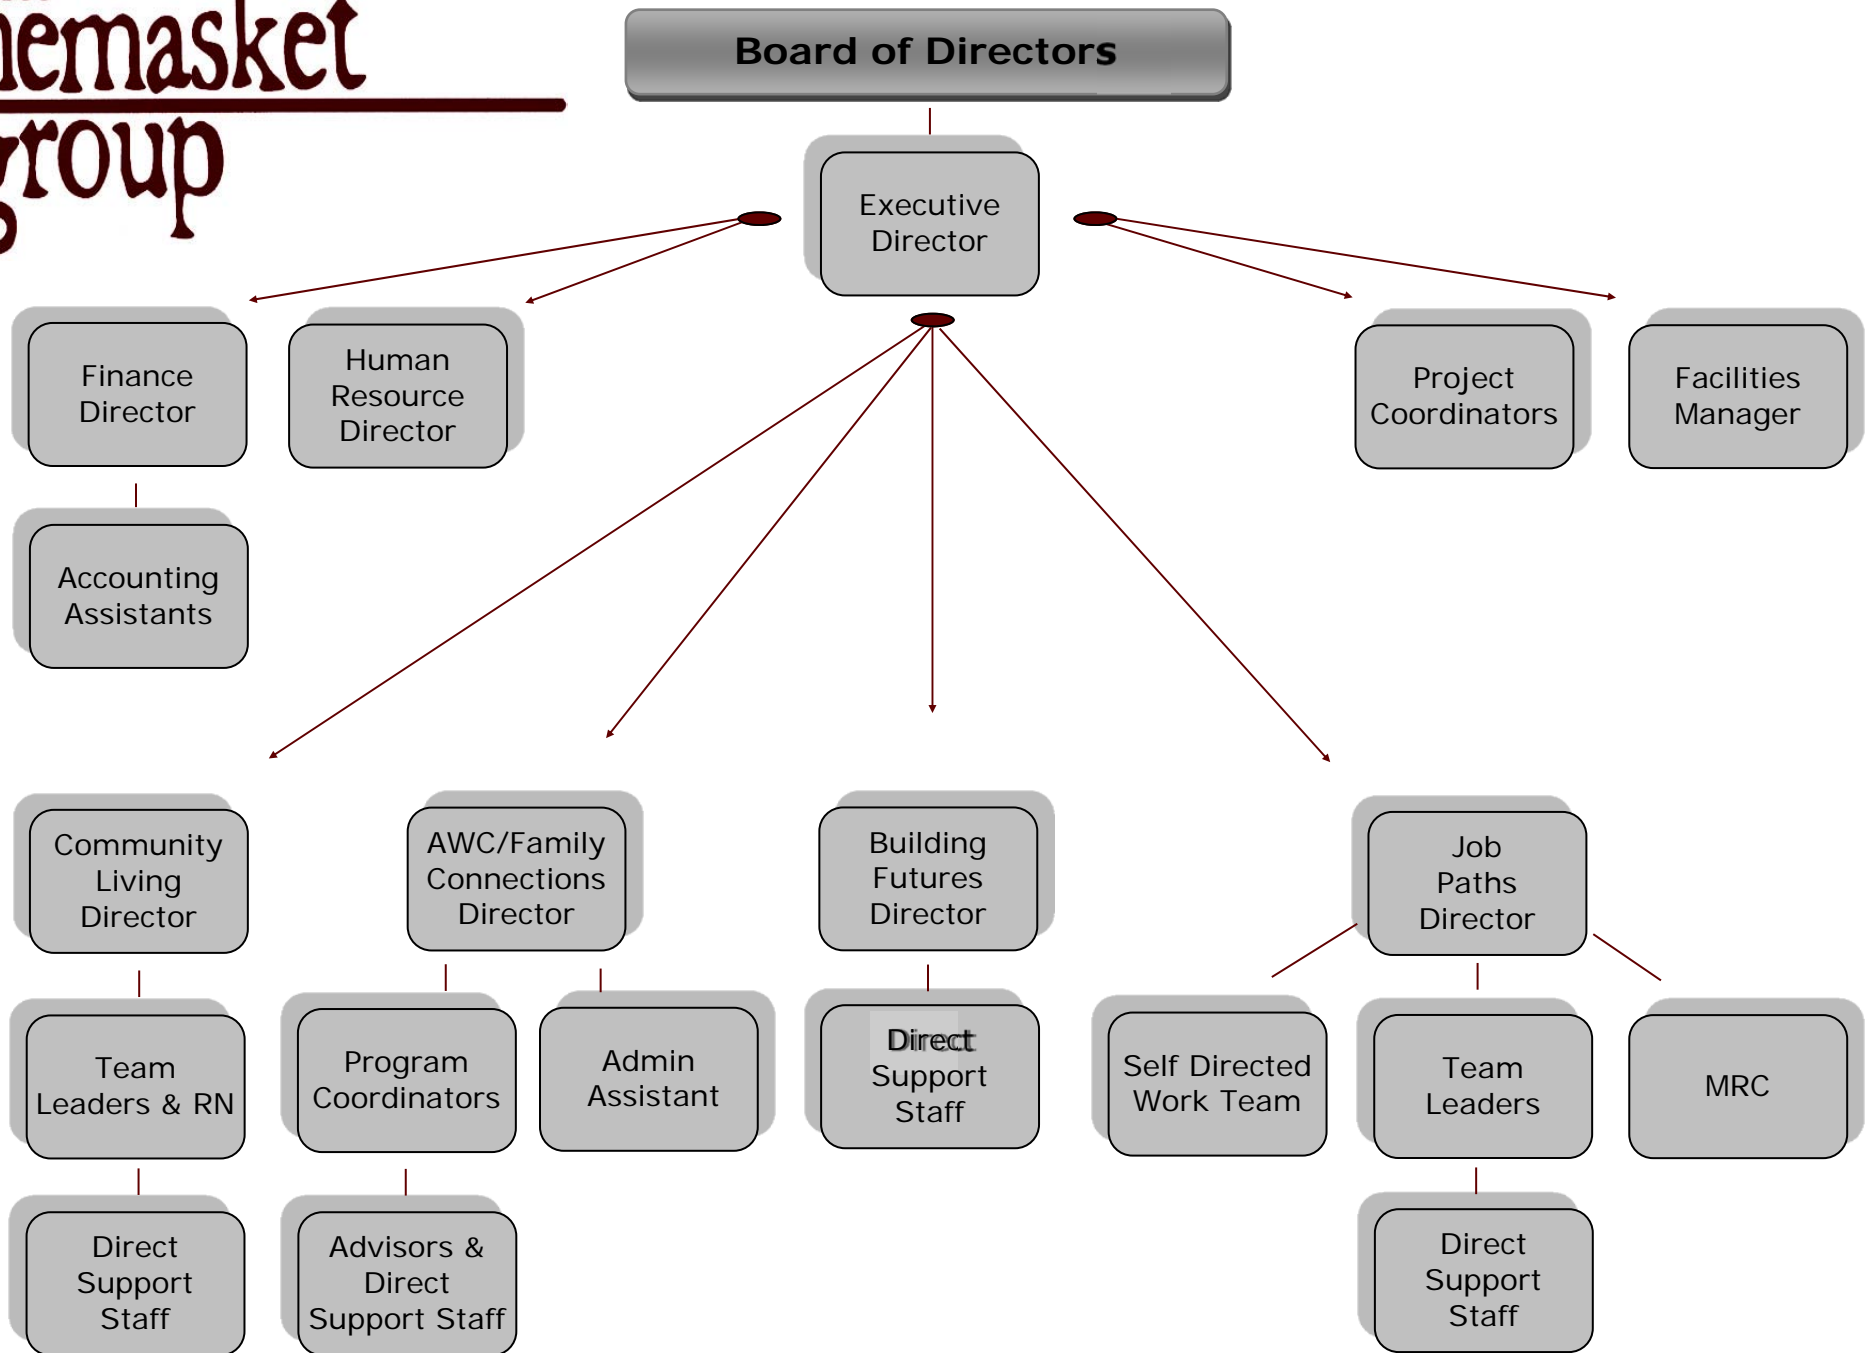 nemasket
group
Board of Directors
Executive
Director
Finance
Director
Human
Resource
Director
Project
Coordinators
Facilities
Manager
Accounting
Assistants
Community
Living
Director
AWC/Family
Connections
Director
Building
Futures
Director
Job
Paths
Director
Team
Leaders & RN
Program
Coordinators
Admin
Assistant
Direct
Support
Staff
Self Directed
Work Team
Team
Leaders
MRC
Direct
Support
Staff
Advisors &
Direct
Support Staff
Direct
Support
Staff